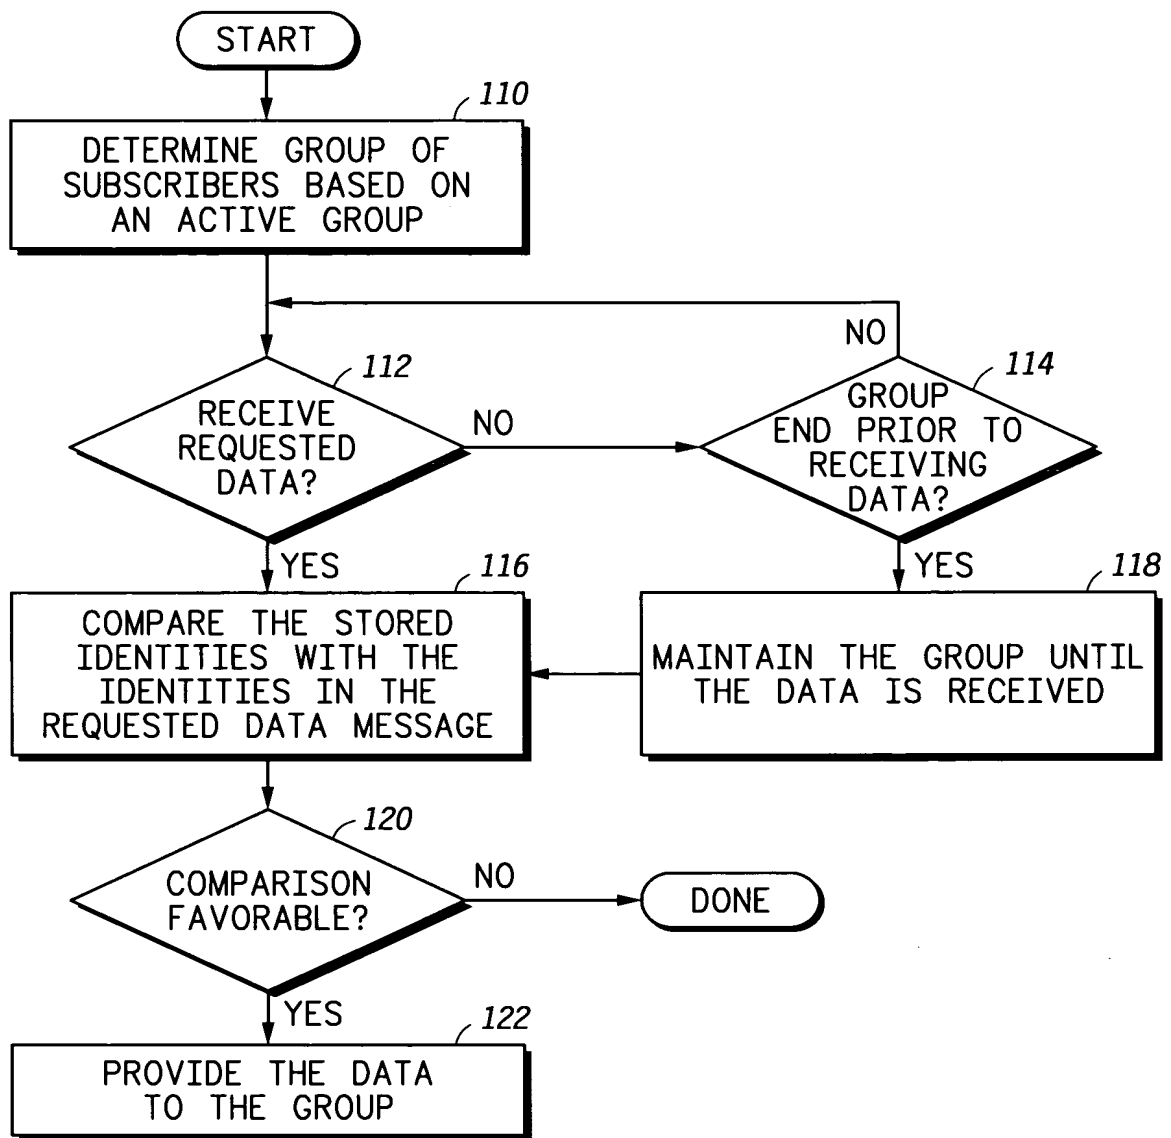 START
110
DETERMINE GROUP OF
SUBSCRIBERS BASED ON
AN ACTIVE GROUP
NO
112
RECEIVE
REQUESTED
DATA?
NO
114
GROUP
END PRIOR TO
RECEIVING
DATA?
YES
116
COMPARE THE STORED
IDENTITIES WITH THE
IDENTITIES IN THE
REQUESTED DATA MESSAGE
YES
118
MAINTAIN THE GROUP UNTIL
THE DATA IS RECEIVED
120
COMPARISON
FAVORABLE?
NO
DONE
YES
122
PROVIDE THE DATA
TO THE GROUP